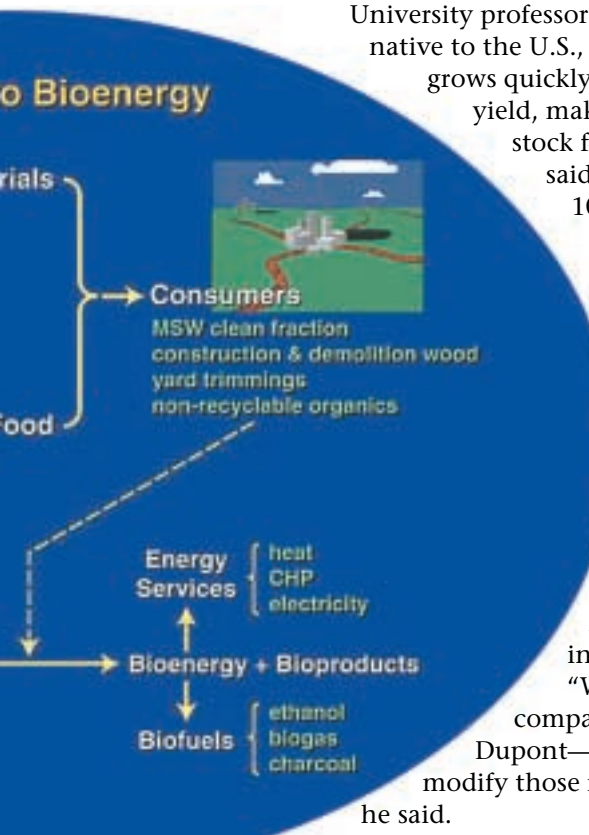 University professor
native to the U.S.,
grows quickly
yield, mak
stock f
said
10
o Bioenergy
rials
Consumers
MSW clean fraction
construction & demolition wood
yard trimmings
non-recyclable organics
Food
Energy
Services
heat
CHP
electricity
Bioenergy + Bioproducts
Biofuels
ethanol
biogas
charcoal
in
“W
compa
Dupont—
modify those r
he said.